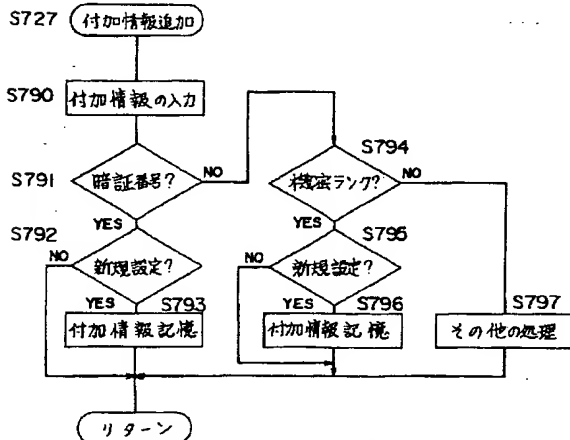 S727
付加情報追加
S790
付加情報の入力
S791
暗証番号?
NO
YES
S794
機密ランク?
NO
YES
S792
新規設定?
NO
YES
S795
新規設定?
NO
YES
S793
付加情報記憶
S796
付加情報記憶
S797
その他の処理
リターン